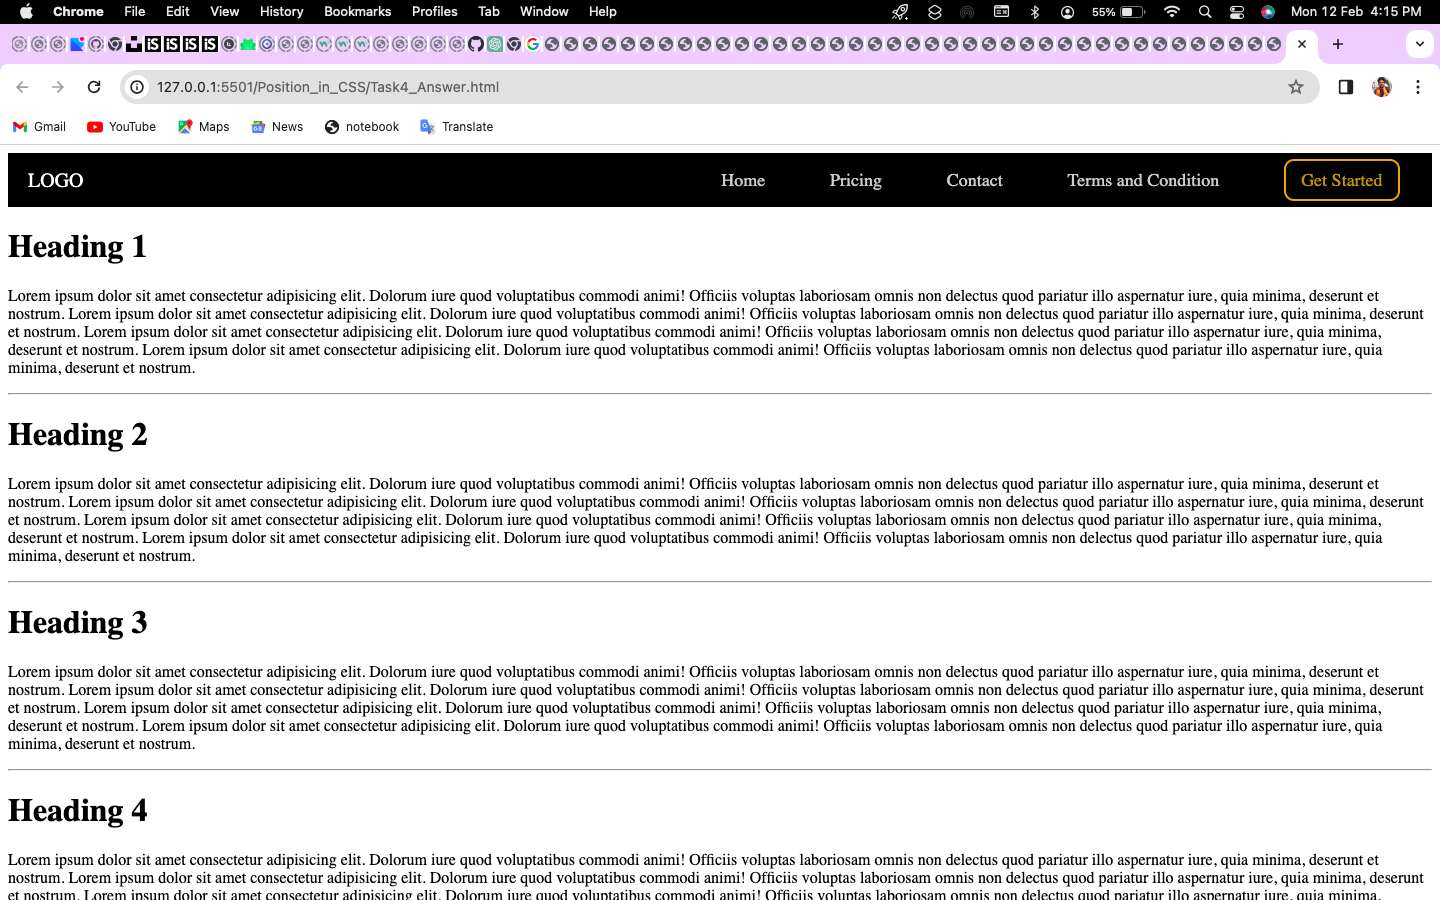 Chrome File Edit View History Bookmarks Profiles Tab Window Help 55% Mon 12 Feb 4:15 PM
127.0.0.1:5501/Position_in_CSS/Task4_Answer.html
Gmail YouTube Maps News notebook Translate
LOGO Home Pricing Contact Terms and Condition Get Started
Heading 1
Lorem ipsum dolor sit amet consectetur adipisicing elit. Dolorum iure quod voluptatibus commodi animi! Officiis voluptas laboriosam omnis non delectus quod pariatur illo aspernatur iure, quia minima, deserunt et
nostrum. Lorem ipsum dolor sit amet consectetur adipisicing elit. Dolorum iure quod voluptatibus commodi animi! Officiis voluptas laboriosam omnis non delectus quod pariatur illo aspernatur iure, quia minima, deserunt
et nostrum. Lorem ipsum dolor sit amet consectetur adipisicing elit. Dolorum iure quod voluptatibus commodi animi! Officiis voluptas laboriosam omnis non delectus quod pariatur illo aspernatur iure, quia minima,
deserunt et nostrum. Lorem ipsum dolor sit amet consectetur adipisicing elit. Dolorum iure quod voluptatibus commodi animi! Officiis voluptas laboriosam omnis non delectus quod pariatur illo aspernatur iure, quia
minima, deserunt et nostrum.
Heading 2
Lorem ipsum dolor sit amet consectetur adipisicing elit. Dolorum iure quod voluptatibus commodi animi! Officiis voluptas laboriosam omnis non delectus quod pariatur illo aspernatur iure, quia minima, deserunt et
nostrum. Lorem ipsum dolor sit amet consectetur adipisicing elit. Dolorum iure quod voluptatibus commodi animi! Officiis voluptas laboriosam omnis non delectus quod pariatur illo aspernatur iure, quia minima, deserunt
et nostrum. Lorem ipsum dolor sit amet consectetur adipisicing elit. Dolorum iure quod voluptatibus commodi animi! Officiis voluptas laboriosam omnis non delectus quod pariatur illo aspernatur iure, quia minima,
deserunt et nostrum. Lorem ipsum dolor sit amet consectetur adipisicing elit. Dolorum iure quod voluptatibus commodi animi! Officiis voluptas laboriosam omnis non delectus quod pariatur illo aspernatur iure, quia
minima, deserunt et nostrum.
Heading 3
Lorem ipsum dolor sit amet consectetur adipisicing elit. Dolorum iure quod voluptatibus commodi animi! Officiis voluptas laboriosam omnis non delectus quod pariatur illo aspernatur iure, quia minima, deserunt et
nostrum. Lorem ipsum dolor sit amet consectetur adipisicing elit. Dolorum iure quod voluptatibus commodi animi! Officiis voluptas laboriosam omnis non delectus quod pariatur illo aspernatur iure, quia minima, deserunt
et nostrum. Lorem ipsum dolor sit amet consectetur adipisicing elit. Dolorum iure quod voluptatibus commodi animi! Officiis voluptas laboriosam omnis non delectus quod pariatur illo aspernatur iure, quia minima,
deserunt et nostrum. Lorem ipsum dolor sit amet consectetur adipisicing elit. Dolorum iure quod voluptatibus commodi animi! Officiis voluptas laboriosam omnis non delectus quod pariatur illo aspernatur iure, quia
minima, deserunt et nostrum.
Heading 4
Lorem ipsum dolor sit amet consectetur adipisicing elit. Dolorum iure quod voluptatibus commodi animi! Officiis voluptas laboriosam omnis non delectus quod pariatur illo aspernatur iure, quia minima, deserunt et
nostrum. Lorem ipsum dolor sit amet consectetur adipisicing elit. Dolorum iure quod voluptatibus commodi animi! Officiis voluptas laboriosam omnis non delectus quod pariatur illo aspernatur iure, quia minima, deserunt
et nostrum. Lorem ipsum dolor sit amet consectetur adipisicing elit. Dolorum iure quod voluptatibus commodi animi! Officiis voluptas laboriosam omnis non delectus quod pariatur illo aspernatur iure, quia minima,